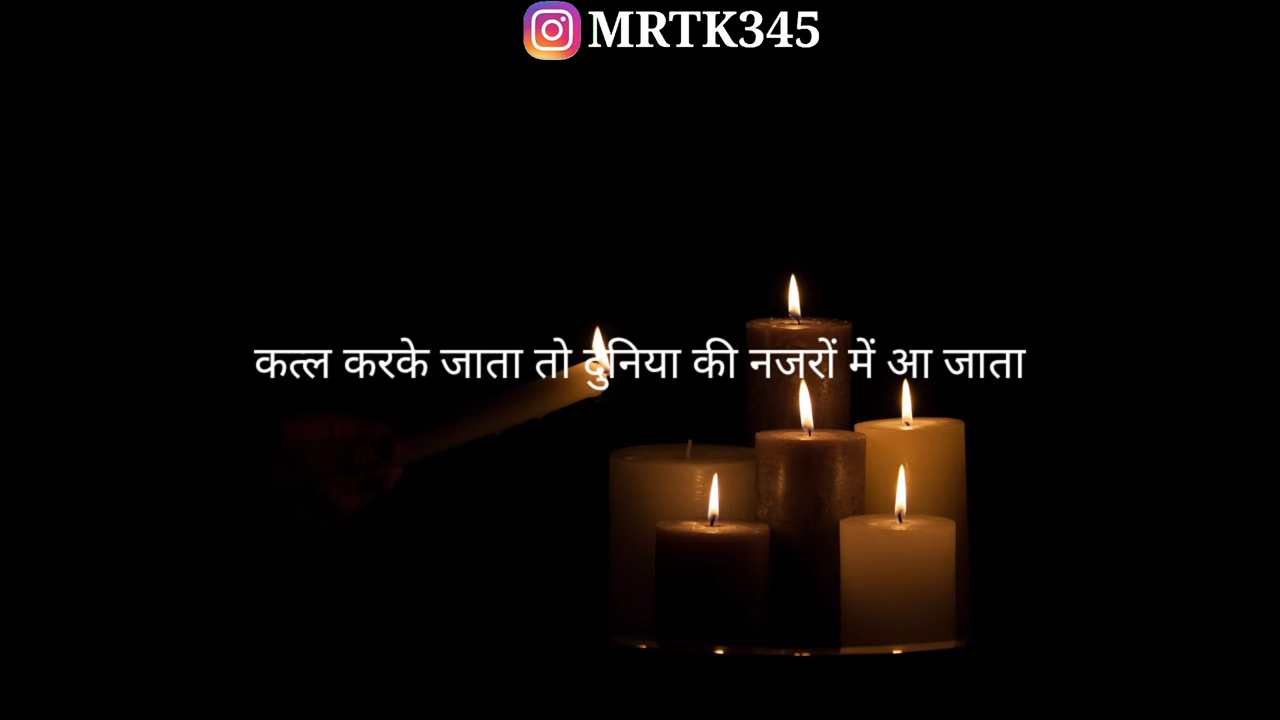 MRTK345
कत्ल करके जाता तो दुनिया की नजरों में आ जाता